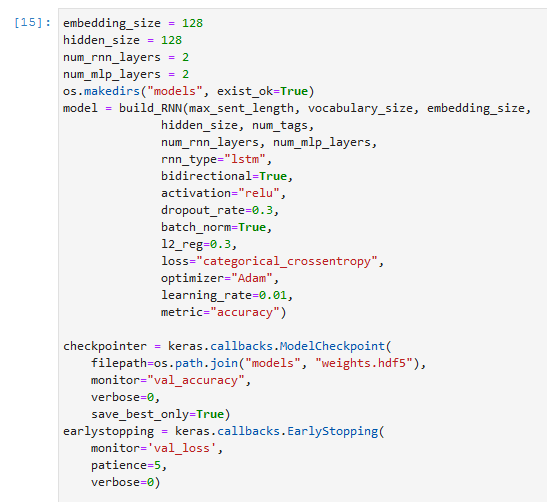 [15]: embedding_size = 128
hidden_size = 128
num_rnn_layers = 2
num_mlp_layers = 2
os.makedirs("models", exist_ok=True)
model = build_RNN(max_sent_length, vocabulary_size, embedding_size,
hidden_size, num_tags,
num_rnn_layers, num_mlp_layers,
rnn_type="lstm",
bidirectional=True,
activation="relu",
dropout_rate=0.3,
batch_norm=True,
l2_reg=0.3,
loss="categorical_crossentropy",
optimizer="Adam",
learning_rate=0.01,
metric="accuracy")
checkpointer = keras.callbacks.ModelCheckpoint(
filepath=os.path.join("models", "weights.hdf5"),
monitor="val_accuracy",
verbose=0,
save_best_only=True)
earlystopping = keras.callbacks.EarlyStopping(
monitor='val_loss',
patience=5,
verbose=0)